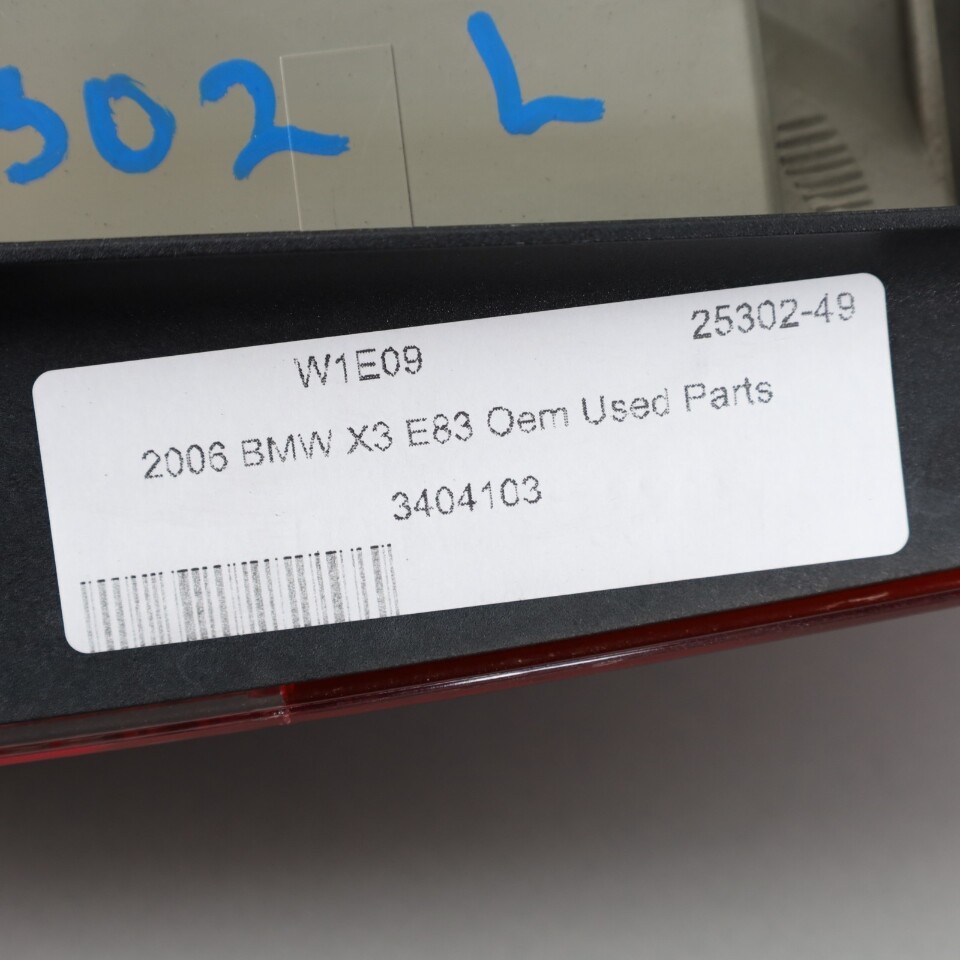 302 L
W1E09 25302-49
2006 BMW X3 E83 Oem Used Parts
3404103